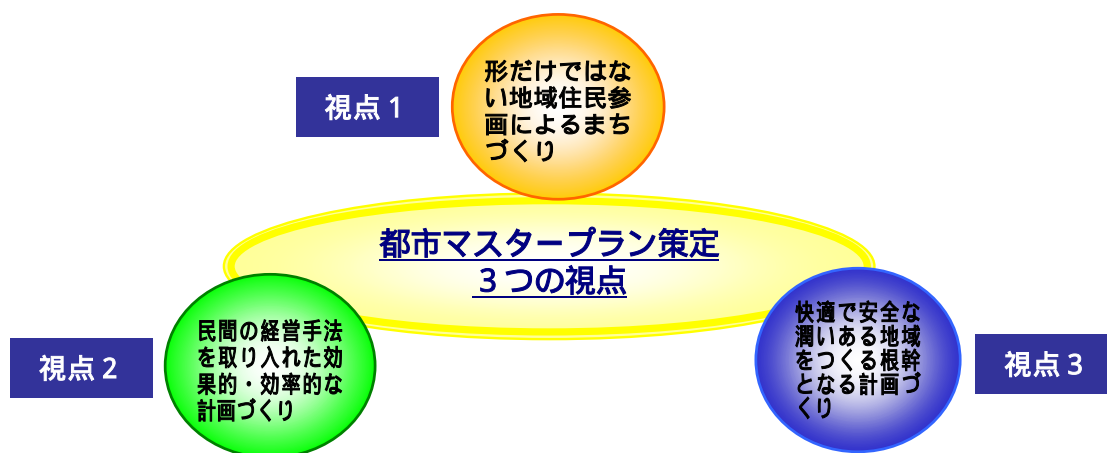 視点１
形だけではな
い地域住民参
画によるまち
づくり
都市マスタープラン策定
３つの視点
視点２
民間の経営手法
を取り入れた効
果的・効率的な
計画づくり
快適で安全な
潤いある地域
をつくる根幹
となる計画づ
くり
視点３